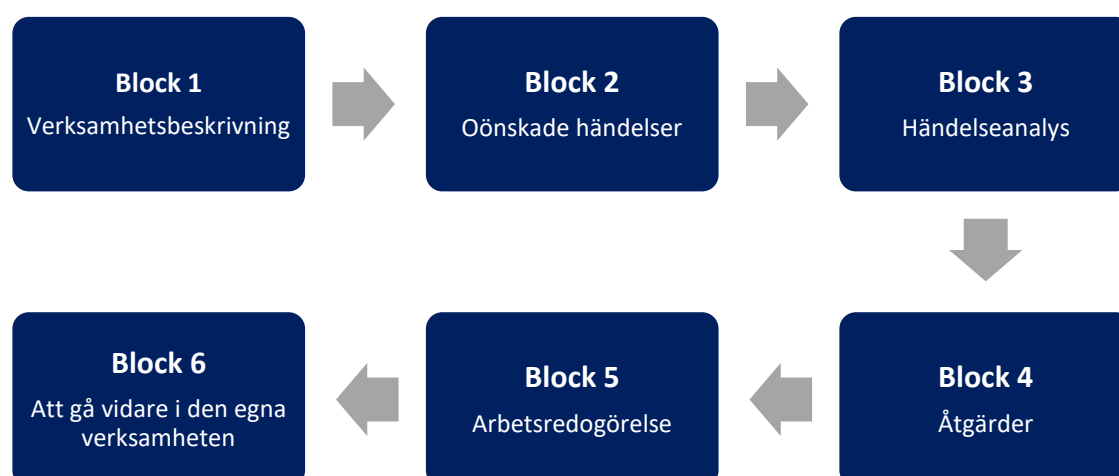 Block 1
Verksamhetsbeskrivning
Block 2
Oönskade händelser
Block 3
Händelseanalys
Block 4
Åtgärder
Block 5
Arbetsredogörelse
Block 6
Att gå vidare i den egna
verksamheten